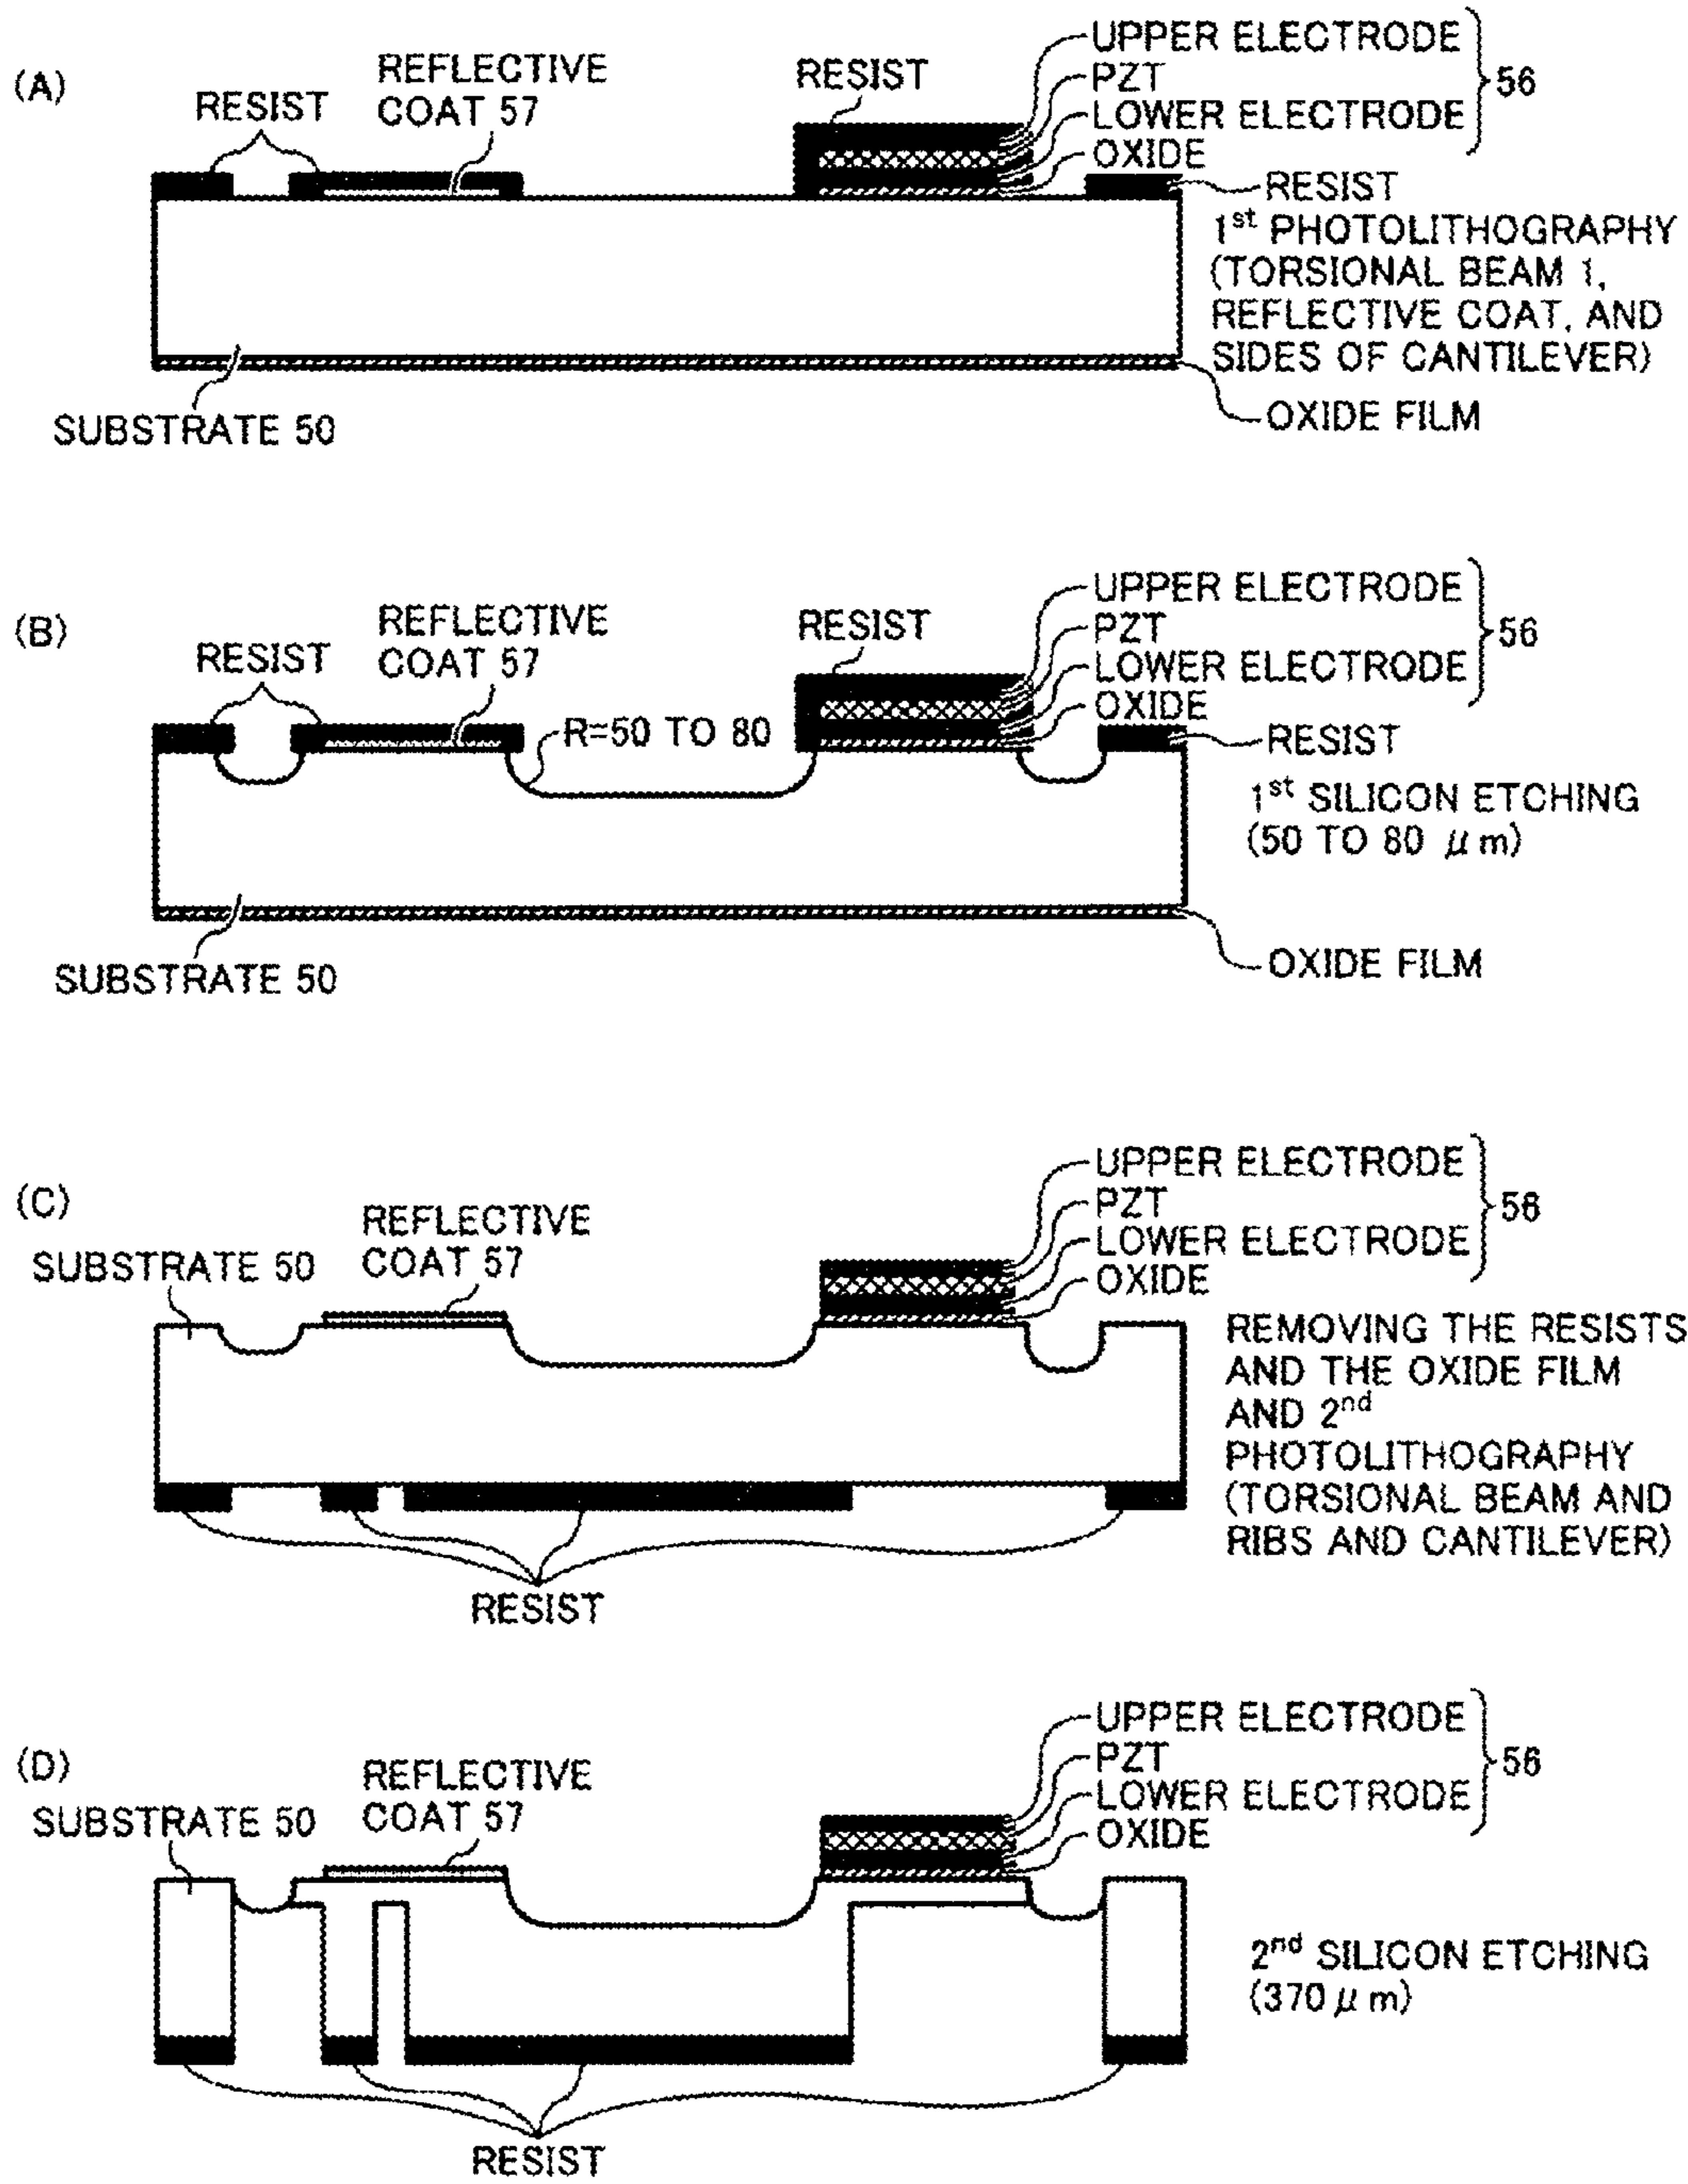 (A)
RESIST
REFLECTIVE
COAT 57
RESIST
UPPER ELECTRODE
PZT
LOWER ELECTRODE
OXIDE
56
RESIST
1st PHOTOLITHOGRAPHY
(TORSIONAL BEAM 1,
REFLECTIVE COAT, AND
SIDES OF CANTILEVER)
OXIDE FILM
SUBSTRATE 50
(B)
RESIST
REFLECTIVE
COAT 57
R=50 TO 80
RESIST
UPPER ELECTRODE
PZT
LOWER ELECTRODE
OXIDE
56
RESIST
1st SILICON ETCHING
(50 TO 80 μm)
OXIDE FILM
SUBSTRATE 50
(C)
SUBSTRATE 50
REFLECTIVE
COAT 57
UPPER ELECTRODE
PZT
LOWER ELECTRODE
OXIDE
56
REMOVING THE RESISTS
AND THE OXIDE FILM
AND 2nd
PHOTOLITHOGRAPHY
(TORSIONAL BEAM AND
RIBS AND CANTILEVER)
RESIST
(D)
SUBSTRATE 50
REFLECTIVE
COAT 57
UPPER ELECTRODE
PZT
LOWER ELECTRODE
OXIDE
56
2nd SILICON ETCHING
(370 μm)
RESIST